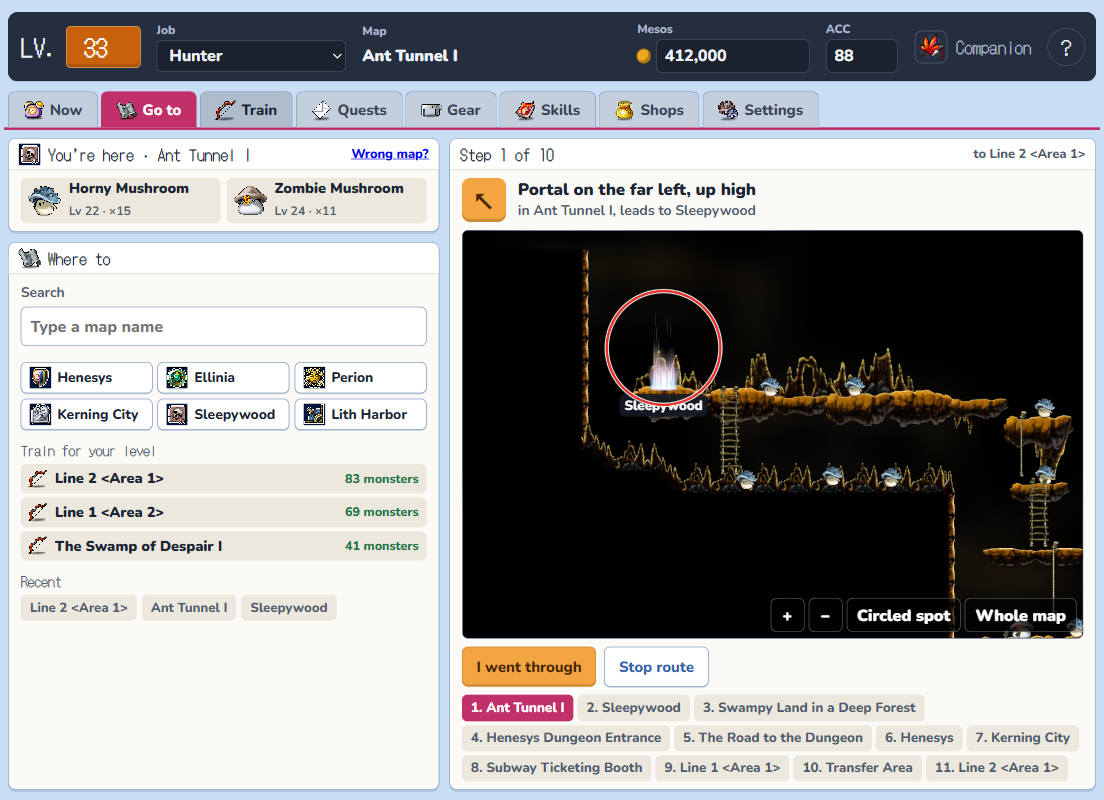 LV.
33
Job
Hunter
Map
Ant Tunnel I
Mesos
412,000
ACC
88
Companion
?
Now
Go to
Train
Quests
Gear
Skills
Shops
Settings
You're here · Ant Tunnel I
Wrong map?
Horny Mushroom
Lv 22 · ×15
Zombie Mushroom
Lv 24 · ×11
Where to
Search
Type a map name
Henesys
Ellinia
Perion
Kerning City
Sleepywood
Lith Harbor
Train for your level
Line 2 <Area 1>
83 monsters
Line 1 <Area 2>
69 monsters
The Swamp of Despair I
41 monsters
Recent
Line 2 <Area 1>
Ant Tunnel I
Sleepywood
Step 1 of 10
to Line 2 <Area 1>
Portal on the far left, up high
in Ant Tunnel I, leads to Sleepywood
Sleepywood
+
−
Circled spot
Whole map
I went through
Stop route
1. Ant Tunnel I
2. Sleepywood
3. Swampy Land in a Deep Forest
4. Henesys Dungeon Entrance
5. The Road to the Dungeon
6. Henesys
7. Kerning City
8. Subway Ticketing Booth
9. Line 1 <Area 1>
10. Transfer Area
11. Line 2 <Area 1>